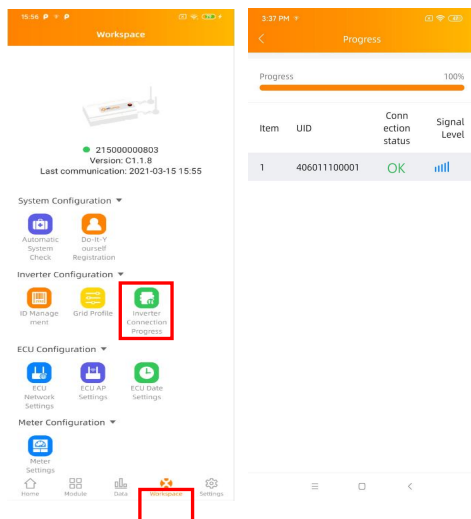 15:56
Workspace
215000000803
Version: C1.1.8
Last communication: 2021-03-15 15:55
System Configuration
Automatic
System
Check
Do-It-Y
ourself
Registration
Inverter Configuration
ID Manage
ment
Grid Profile
Inverter
Connection
Progress
ECU Configuration
ECU
Network
Settings
ECU AP
Settings
ECU Date
Settings
Meter Configuration
Meter
Settings
Home Module Data Workspace Settings
3:37 PM
Progress
Progress 100%
Item UID Conn
ection
status Signal
Level
1 406011100001 OK